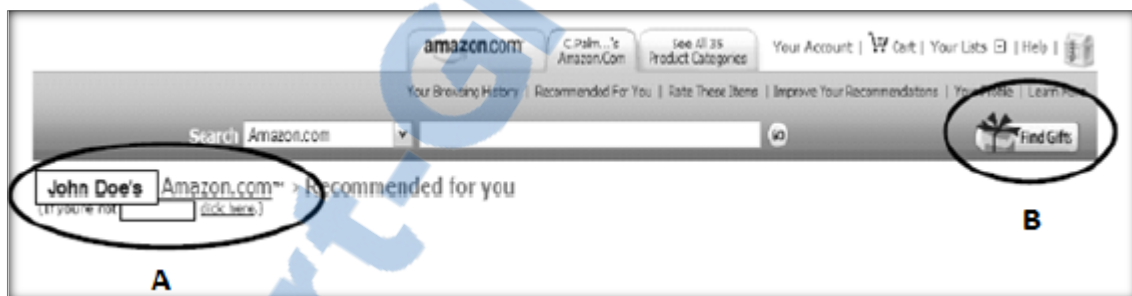 amazon.com C.Palm...'s Amazon.Com See All 35 Product Categories Your Account | Cart | Your Lists | Help |
Your Browsing History | Recommended For You | Rate These Items | Improve Your Recommendations | Your Profile | Learn More
Search Amazon.com GO Find Gifts
John Doe's Amazon.com™ > Recommended for you
(If you're not click here.)
A
B